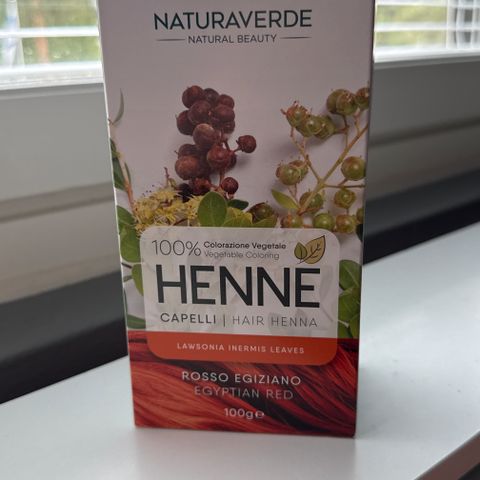 NATURAVERDE
NATURAL BEAUTY
100% Colorazione Vegetale
Vegetable Coloring
HENNE
CAPELLI | HAIR HENNA
LAWSONIA INERMIS LEAVES
ROSSO EGIZIANO
EGYPTIAN RED
100g℮